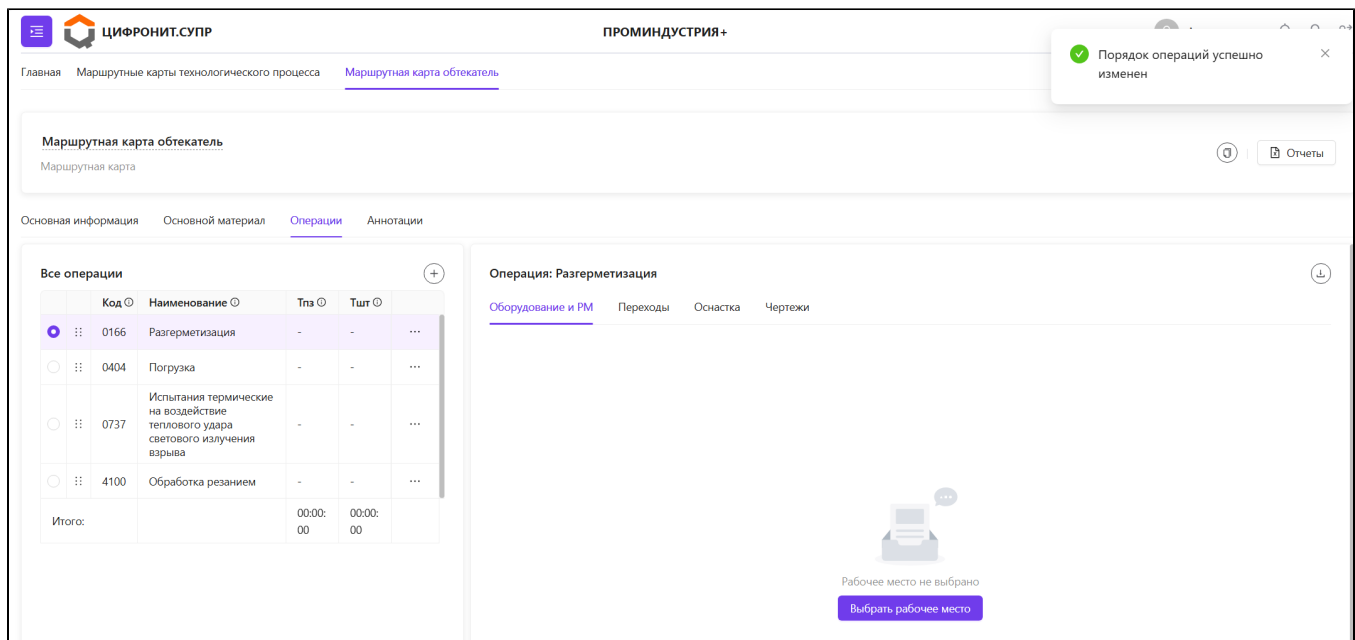 ЦИФРОНИТ.СУПР
ПРОМИНДУСТРИЯ+
Порядок операций успешно
изменен
Главная Маршрутные карты технологического процесса Маршрутная карта обтекатель
Маршрутная карта обтекатель
Маршрутная карта
Отчеты
Основная информация Основной материал Операции Аннотации
Все операции
Код Наименование Тпз Тшт
0166 Разгерметизация - - ...
0404 Погрузка - - ...
Испытания термические
на воздействие
0737 теплового удара - - ...
светового излучения
взрыва
4100 Обработка резанием - - ...
Итого: 00:00: 00:00:
00 00
Операция: Разгерметизация
Оборудование и РМ Переходы Оснастка Чертежи
Рабочее место не выбрано
Выбрать рабочее место